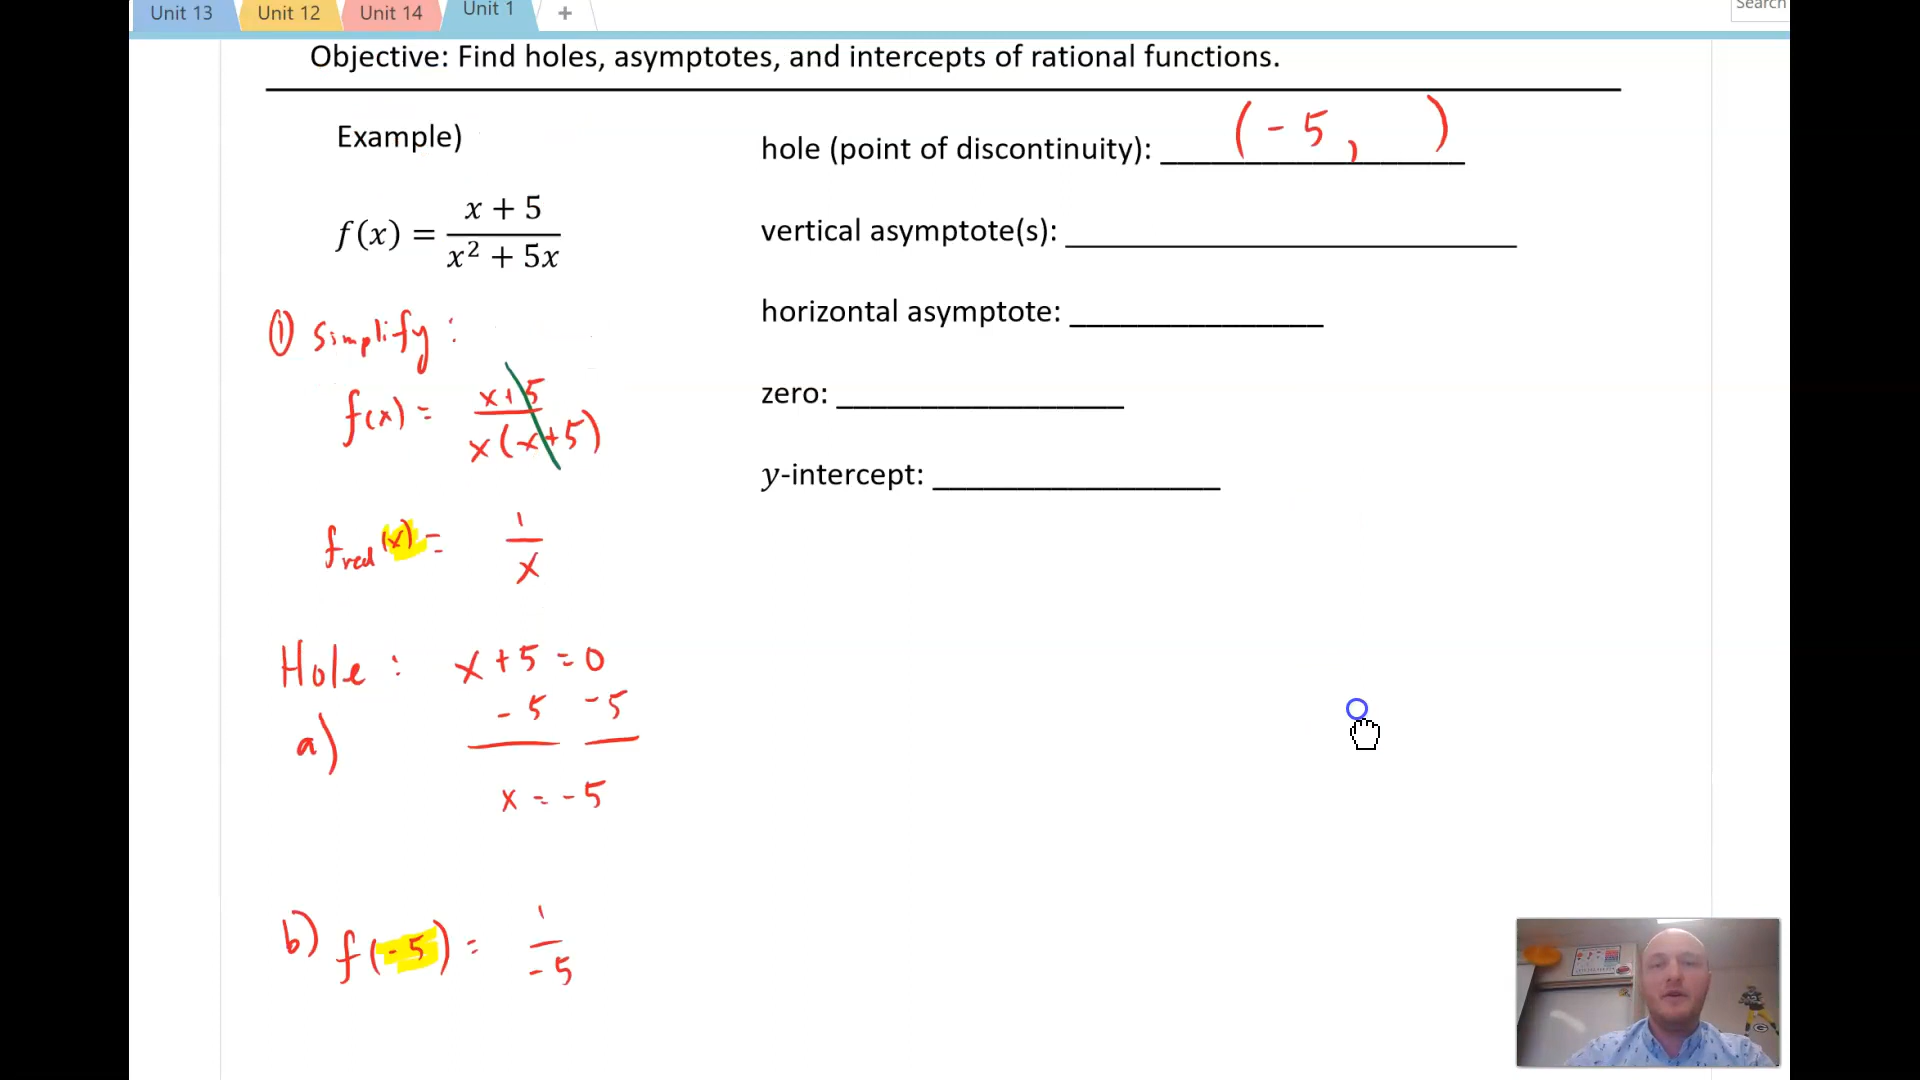 Unit 13 Unit 12 Unit 14 Unit 1 +
Search
Objective: Find holes, asymptotes, and intercepts of rational functions.
Example)
f(x) = (x + 5)/(x² + 5x)
① Simplify:
f(x) = (x+5)/(x(x+5))
f_red(x) = 1/x
Hole: x+5=0
-5 -5
a)
x = -5
b) f(-5) = 1/-5
hole (point of discontinuity): (-5, )
vertical asymptote(s):
horizontal asymptote:
zero:
y-intercept: